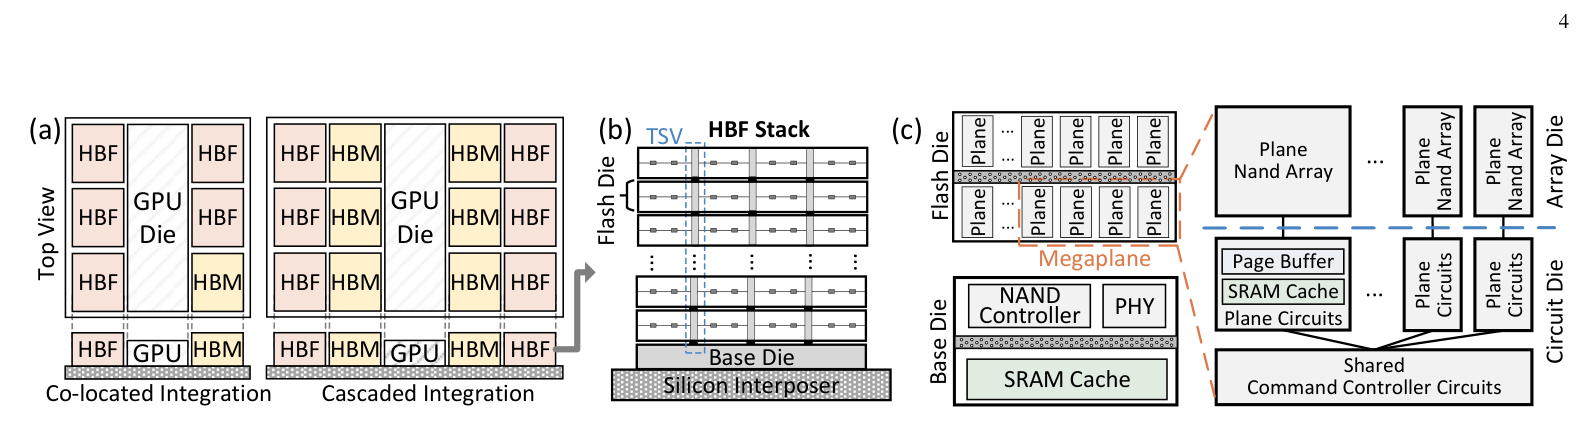 4
(a)
Top View
HBF
GPU
Die
HBF
HBF
HBF
HBF
HBM
HBF
GPU
HBM
Co-located Integration
HBF
HBM
GPU
Die
HBM
HBF
HBF
HBM
HBM
HBF
HBF
HBM
HBM
HBF
HBF
HBM
GPU
HBM
HBF
Cascaded Integration
(b)
TSV
HBF Stack
Flash Die
Base Die
Silicon Interposer
(c)
Flash Die
Plane
...
Plane
Plane
Plane
Plane
...
Plane
...
Plane
Plane
Plane
Plane
...
Megaplane
Base Die
NAND
Controller
PHY
SRAM Cache
Plane
Nand Array
...
Plane
Nand Array
Plane
Nand Array
Array Die
Page Buffer
SRAM Cache
Plane Circuits
...
Plane
Circuits
Plane
Circuits
Circuit Die
Shared
Command Controller Circuits